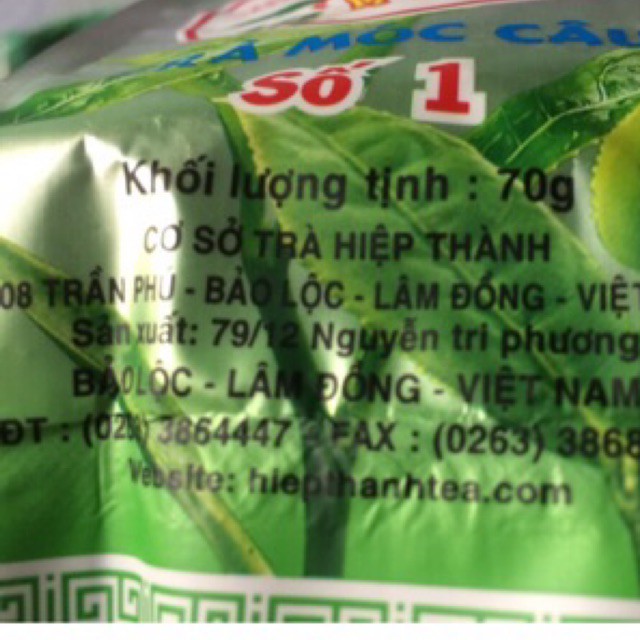 TRÀ MÓC CÂU
Số 1
Khối lượng tịnh : 70g
CƠ SỞ TRÀ HIỆP THÀNH
08 TRẦN PHÚ - BẢO LỘC - LÂM ĐỒNG - VIỆT
Sản xuất: 79/12 Nguyễn tri phương
BẢO LỘC - LÂM ĐỒNG - VIỆT NAM
ĐT : (0263) 3864447 - FAX : (0263) 3868
Website: hiepthanhtea.com